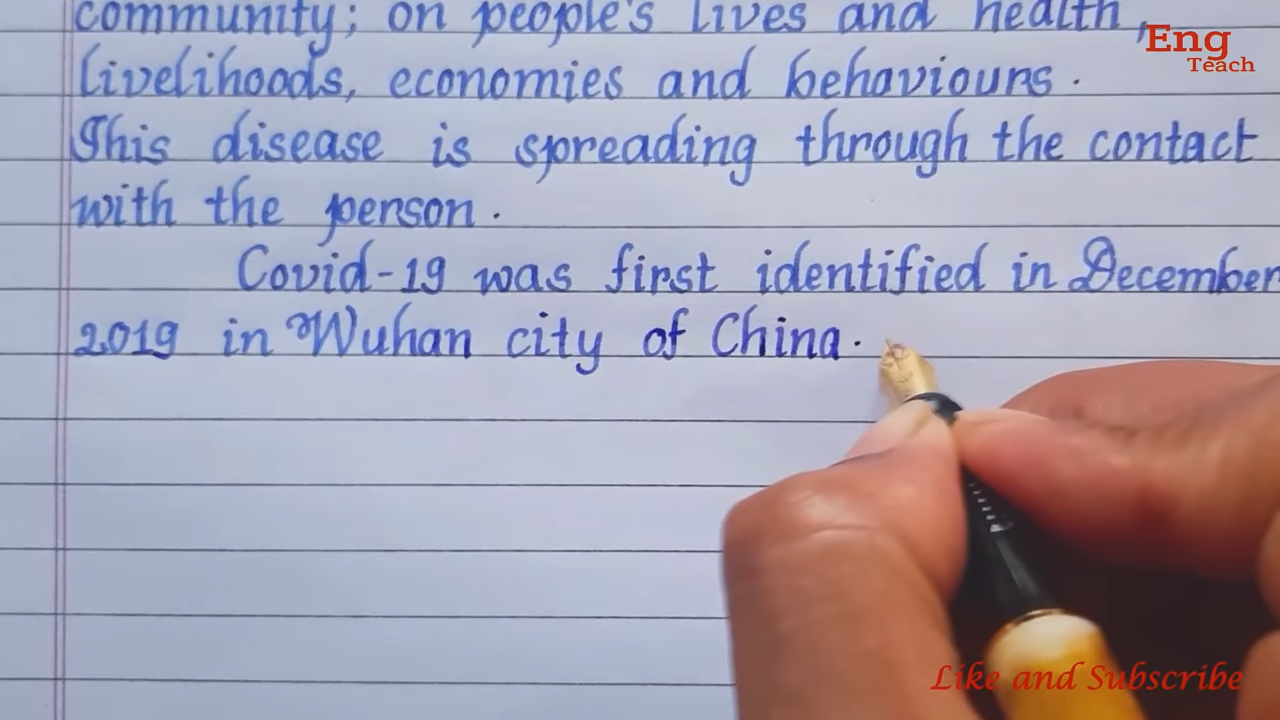 community; on people's lives and health,
livelihoods, economies and behaviours.
This disease is spreading through the contact
with the person.
Covid-19 was first identified in December
2019 in Wuhan city of China.
Eng
Teach
Like and Subscribe